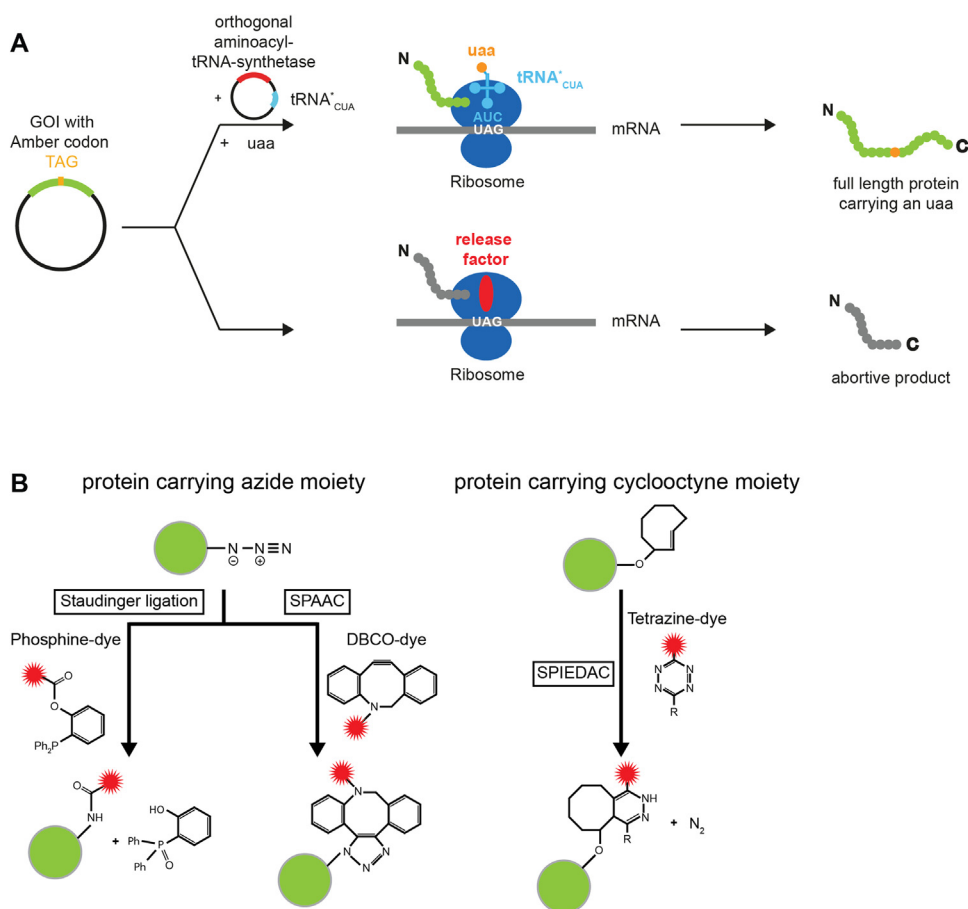 A
orthogonal
aminoacyl-
tRNA-synthetase
+
tRNA*CUA
+ uaa
GOI with
Amber codon
TAG
N
uaa
tRNA*CUA
AUC
UAG
mRNA
Ribosome
N
C
full length protein
carrying an uaa
N
release
factor
UAG
mRNA
Ribosome
N
C
abortive product
B
protein carrying azide moiety
N N≡N
⊖ ⊕
Staudinger ligation
SPAAC
Phosphine-dye
O
O
Ph2P
DBCO-dye
N
O
NH
+
HO
Ph
P
Ph
O
N
N N N
protein carrying cyclooctyne moiety
O
Tetrazine-dye
SPIEDAC
N N
N N
R
NH
N
R
O
+ N2